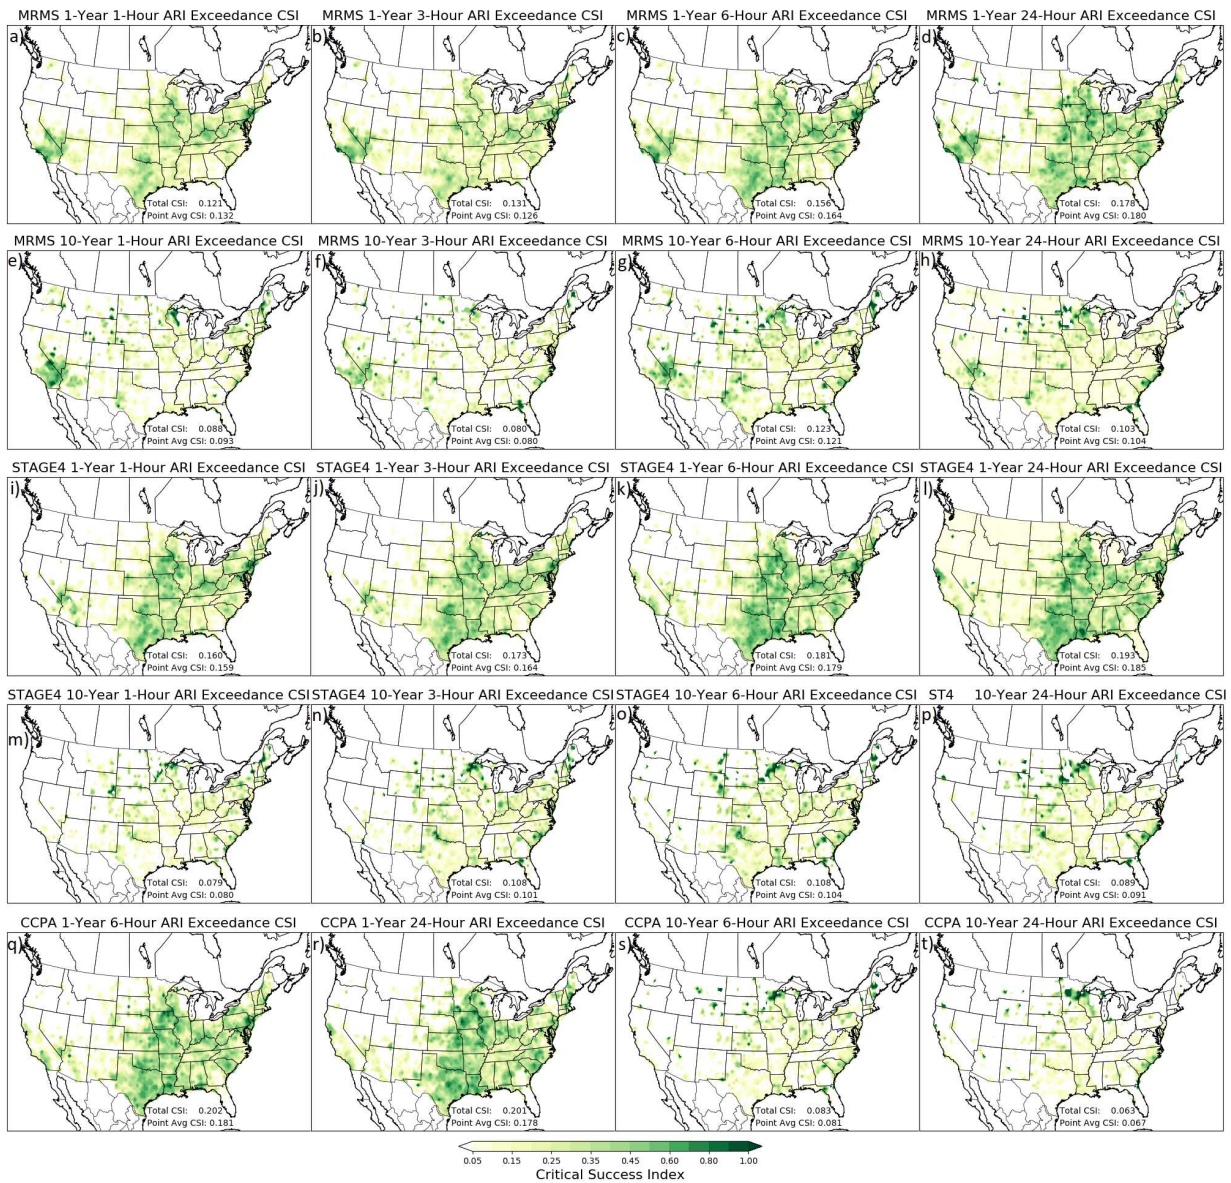 MRMS 1-Year 1-Hour ARI Exceedance CSI
a)
Total CSI: 0.121
Point Avg CSI: 0.132
MRMS 1-Year 3-Hour ARI Exceedance CSI
b)
Total CSI: 0.131
Point Avg CSI: 0.126
MRMS 1-Year 6-Hour ARI Exceedance CSI
c)
Total CSI: 0.156
Point Avg CSI: 0.164
MRMS 1-Year 24-Hour ARI Exceedance CSI
d)
Total CSI: 0.178
Point Avg CSI: 0.180
MRMS 10-Year 1-Hour ARI Exceedance CSI
e)
Total CSI: 0.088
Point Avg CSI: 0.093
MRMS 10-Year 3-Hour ARI Exceedance CSI
f)
Total CSI: 0.080
Point Avg CSI: 0.080
MRMS 10-Year 6-Hour ARI Exceedance CSI
g)
Total CSI: 0.123
Point Avg CSI: 0.121
MRMS 10-Year 24-Hour ARI Exceedance CSI
h)
Total CSI: 0.103
Point Avg CSI: 0.104
STAGE4 1-Year 1-Hour ARI Exceedance CSI
i)
Total CSI: 0.160
Point Avg CSI: 0.159
STAGE4 1-Year 3-Hour ARI Exceedance CSI
j)
Total CSI: 0.173
Point Avg CSI: 0.164
STAGE4 1-Year 6-Hour ARI Exceedance CSI
k)
Total CSI: 0.181
Point Avg CSI: 0.179
STAGE4 1-Year 24-Hour ARI Exceedance CSI
l)
Total CSI: 0.193
Point Avg CSI: 0.185
STAGE4 10-Year 1-Hour ARI Exceedance CSI
m)
Total CSI: 0.079
Point Avg CSI: 0.080
STAGE4 10-Year 3-Hour ARI Exceedance CSI
n)
Total CSI: 0.108
Point Avg CSI: 0.101
STAGE4 10-Year 6-Hour ARI Exceedance CSI
o)
Total CSI: 0.108
Point Avg CSI: 0.104
ST4 10-Year 24-Hour ARI Exceedance CSI
p)
Total CSI: 0.089
Point Avg CSI: 0.091
CCPA 1-Year 6-Hour ARI Exceedance CSI
q)
Total CSI: 0.202
Point Avg CSI: 0.181
CCPA 1-Year 24-Hour ARI Exceedance CSI
r)
Total CSI: 0.201
Point Avg CSI: 0.178
CCPA 10-Year 6-Hour ARI Exceedance CSI
s)
Total CSI: 0.083
Point Avg CSI: 0.081
CCPA 10-Year 24-Hour ARI Exceedance CSI
t)
Total CSI: 0.063
Point Avg CSI: 0.067
0.05 0.15 0.25 0.35 0.45 0.60 0.80 1.00
Critical Success Index